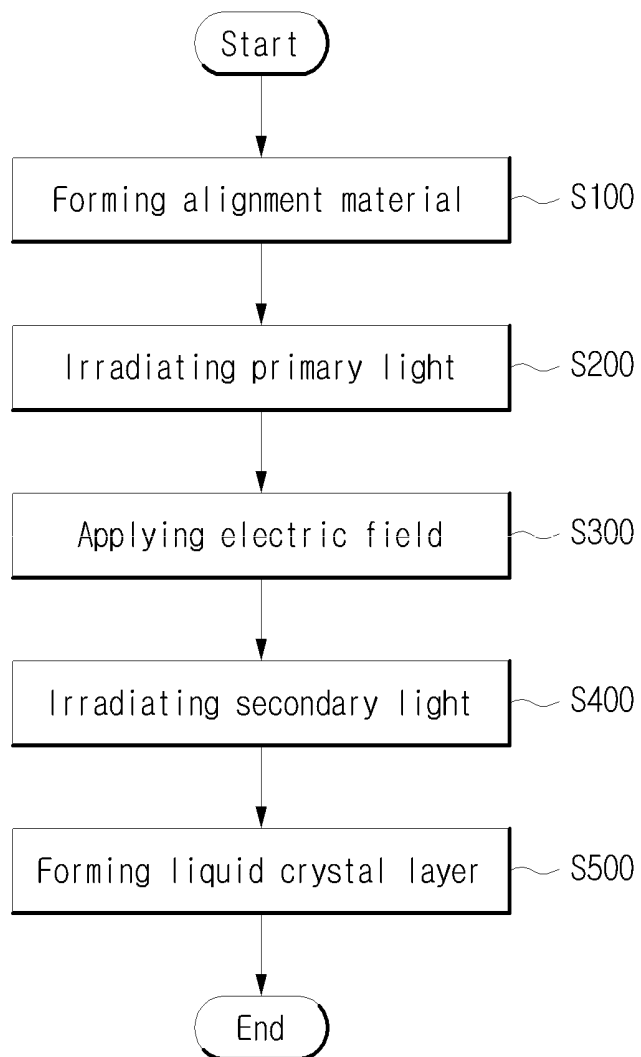 Start
Forming alignment material
S100
Irradiating primary light
S200
Applying electric field
S300
Irradiating secondary light
S400
Forming liquid crystal layer
S500
End